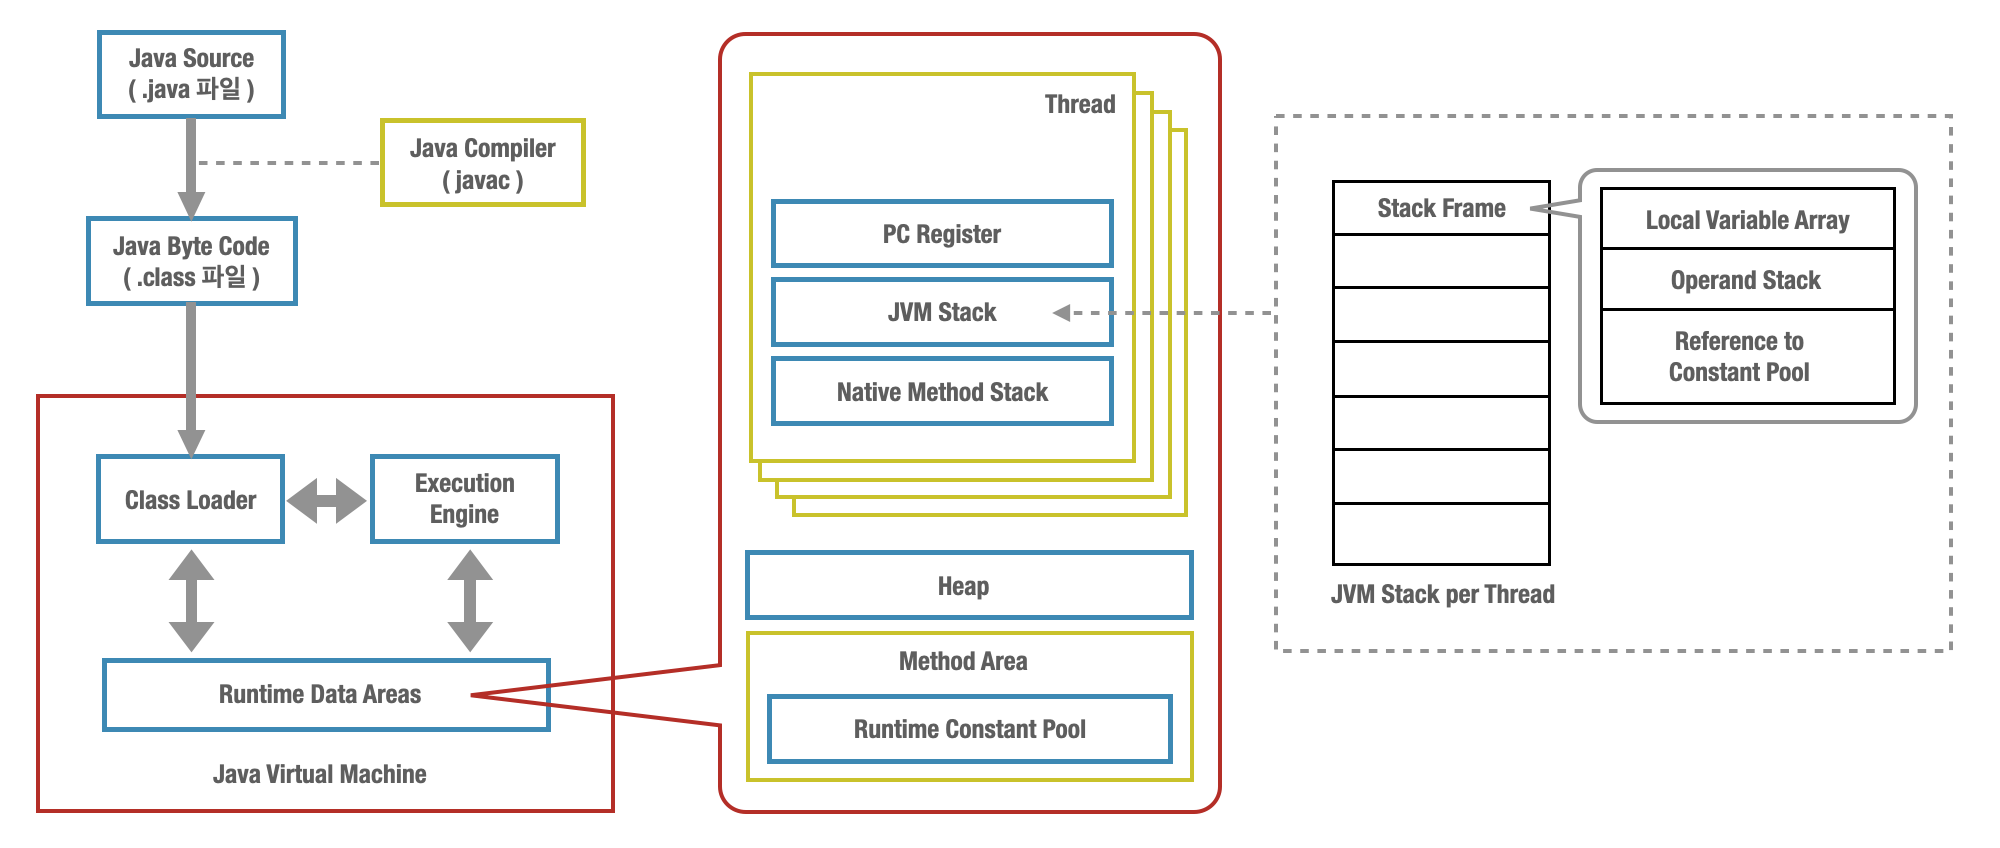 Java Source
( .java 파일 )
Java Compiler
( javac )
Java Byte Code
( .class 파일 )
Class Loader
Execution
Engine
Runtime Data Areas
Java Virtual Machine
Thread
PC Register
JVM Stack
Native Method Stack
Heap
Method Area
Runtime Constant Pool
Stack Frame
Local Variable Array
Operand Stack
Reference to
Constant Pool
JVM Stack per Thread